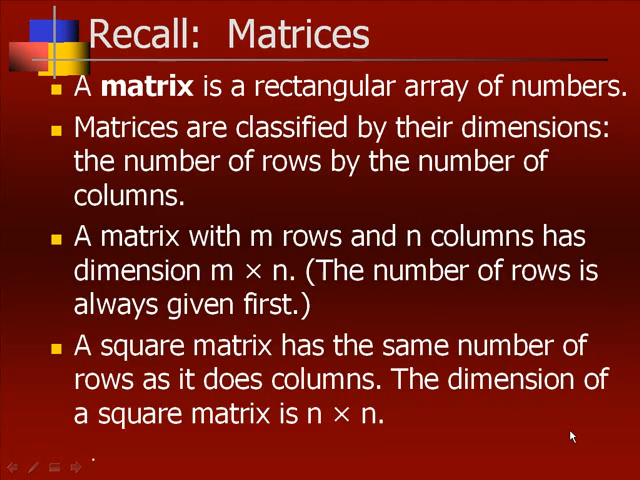 Recall: Matrices
A matrix is a rectangular array of numbers.
Matrices are classified by their dimensions:
the number of rows by the number of
columns.
A matrix with m rows and n columns has
dimension m × n. (The number of rows is
always given first.)
A square matrix has the same number of
rows as it does columns. The dimension of
a square matrix is n × n.
.